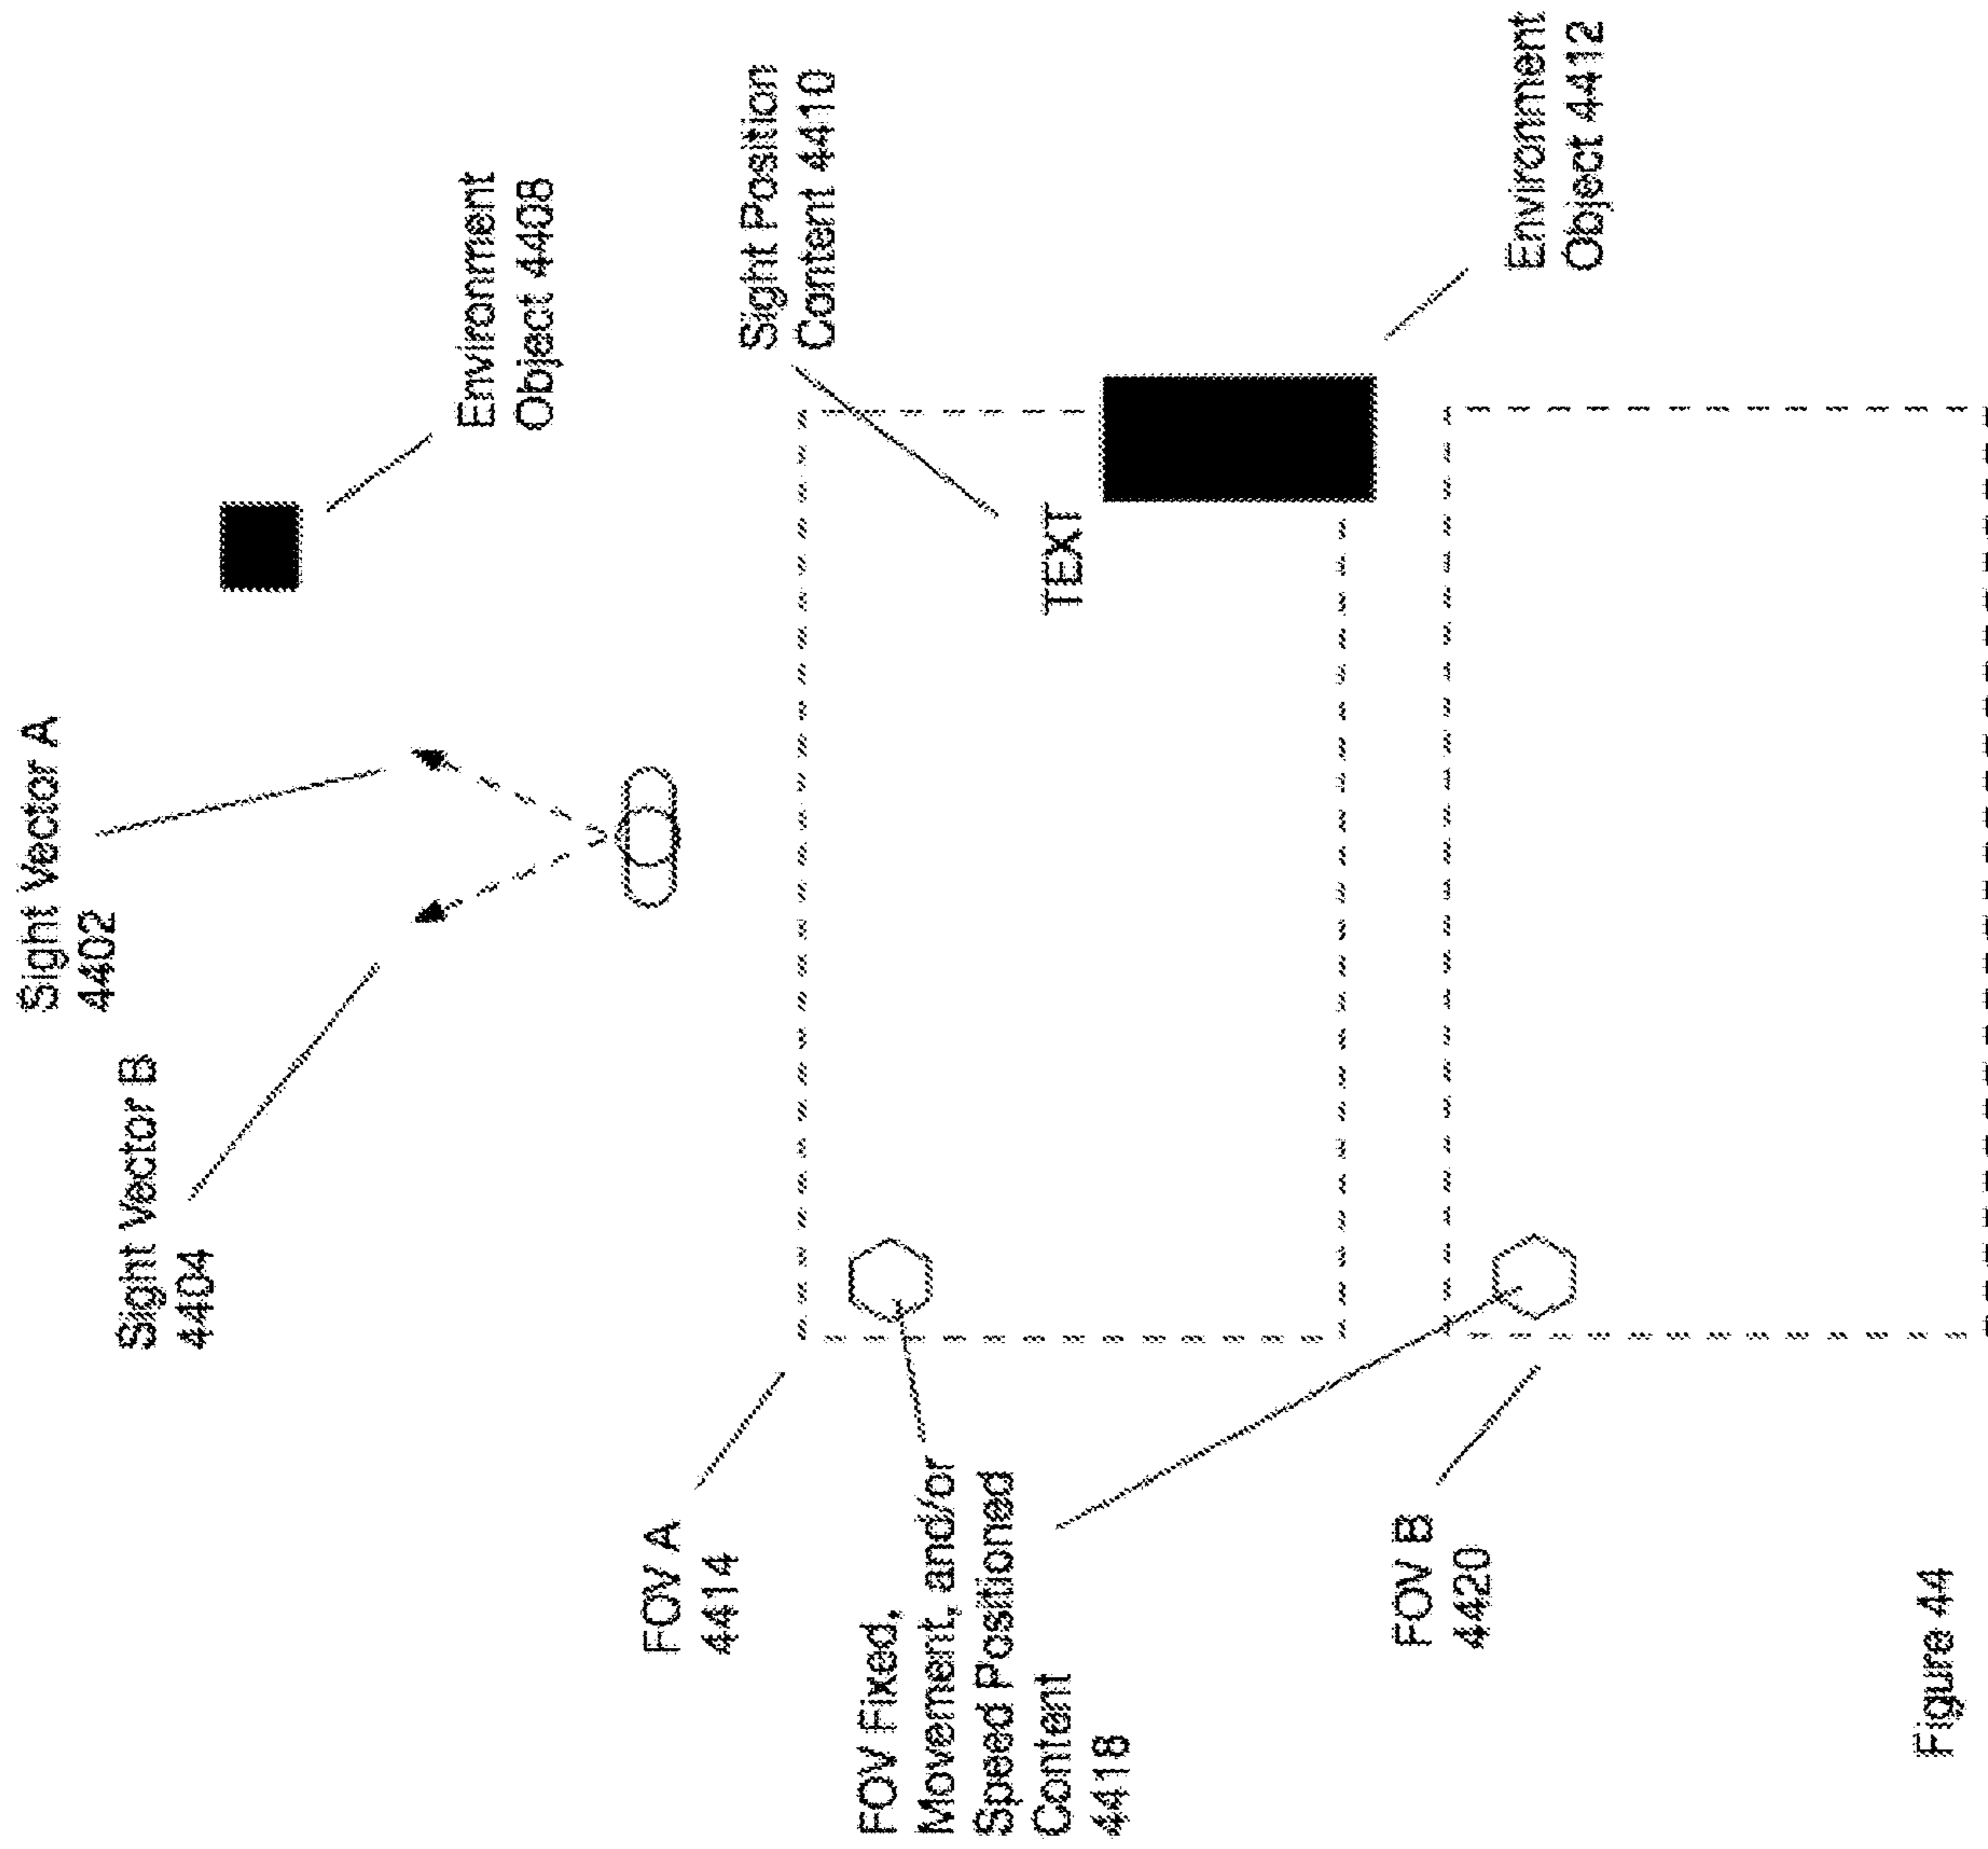 Sight Vector A
4402
Sight Vector B
4404
Environment
Object 4408
FOV A
4414
Sight Position
Content 4410
TEXT
FOV Fixed,
Movement, and/or
Speed Positioned
Content
4418
FOV B
4420
Environment
Object 4412
Figure 44